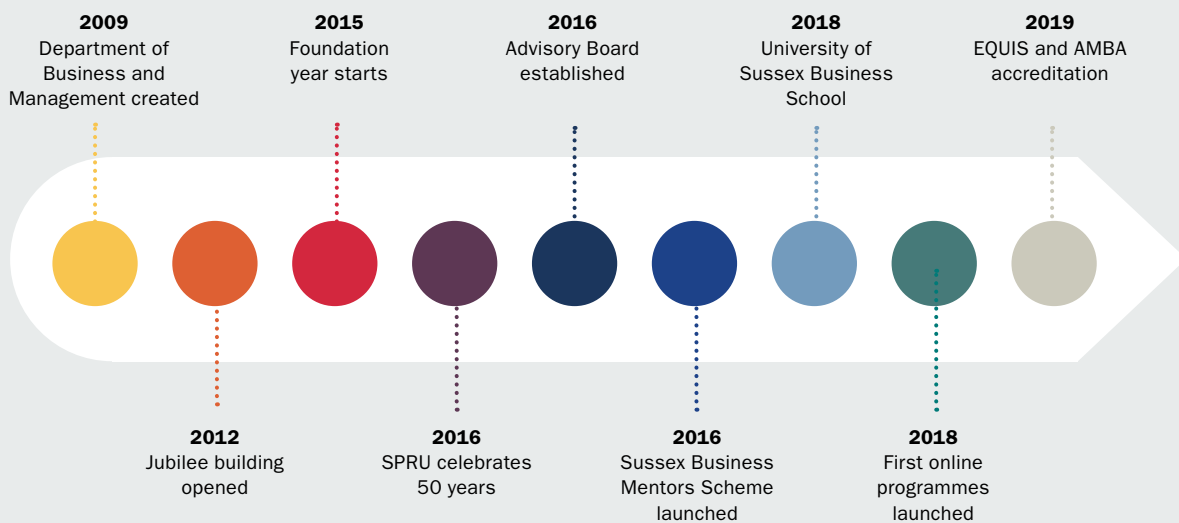 2009
Department of
Business and
Management created
2015
Foundation
year starts
2016
Advisory Board
established
2018
University of
Sussex Business
School
2019
EQUIS and AMBA
accreditation
2012
Jubilee building
opened
2016
SPRU celebrates
50 years
2016
Sussex Business
Mentors Scheme
launched
2018
First online
programmes
launched